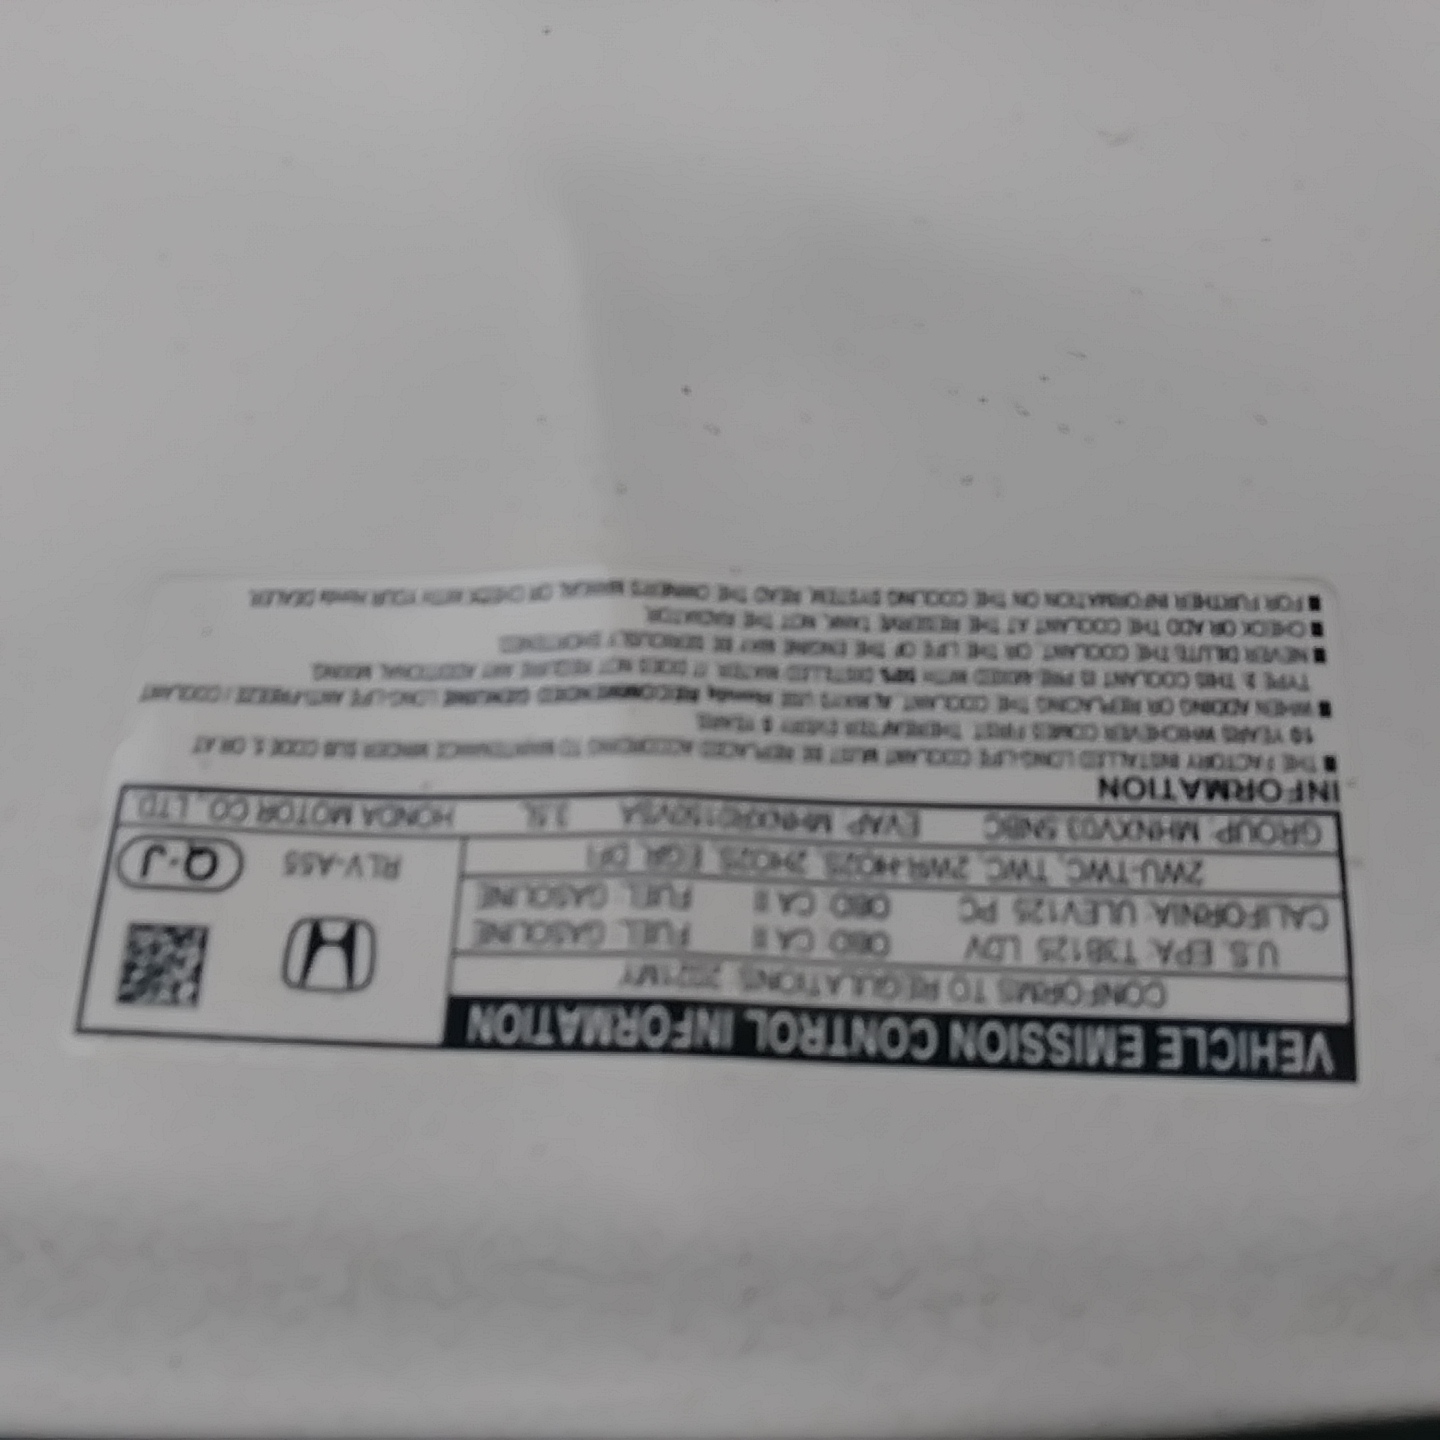 VEHICLE EMISSION CONTROL INFORMATION
CONFORMS TO REGULATIONS: 2021MY
U.S. EPA: T3B125 LDV OBD: CA II FUEL: GASOLINE
CALIFORNIA: ULEV125 PC OBD: CA II FUEL: GASOLINE
2WU-TWC, TWC, 2WR-HO2S, 2HO2S, EGR, DFI
RLV-A55
Q-J
GROUP: MHNXV03.5NBC EVAP: 3.5L HONDA MOTOR CO., LTD.
INFORMATION
■ THE FACTORY INSTALLED LONG-LIFE COOLANT MUST BE REPLACED ACCORDING TO MAINTENANCE MINDER SUB CODE 5, OR AT
10 YEARS WHICHEVER COMES FIRST. THEREAFTER EVERY 5 YEARS.
■ WHEN ADDING OR REPLACING THE COOLANT, ALWAYS USE Honda RECOMMENDED GENUINE LONG-LIFE ANTI-FREEZE / COOLANT
TYPE 2. THIS COOLANT IS PRE-MIXED WITH 50% DISTILLED WATER. IT DOES NOT REQUIRE ANY ADDITIONAL MIXING.
■ NEVER DILUTE THE COOLANT, OR THE LIFE OF THE ENGINE MAY BE SERIOUSLY SHORTENED.
■ CHECK OR ADD THE COOLANT AT THE RESERVE TANK, NOT THE RADIATOR.
■ FOR FURTHER INFORMATION ON THE COOLING SYSTEM, READ THE OWNER'S MANUAL OR CHECK WITH YOUR Honda DEALER.